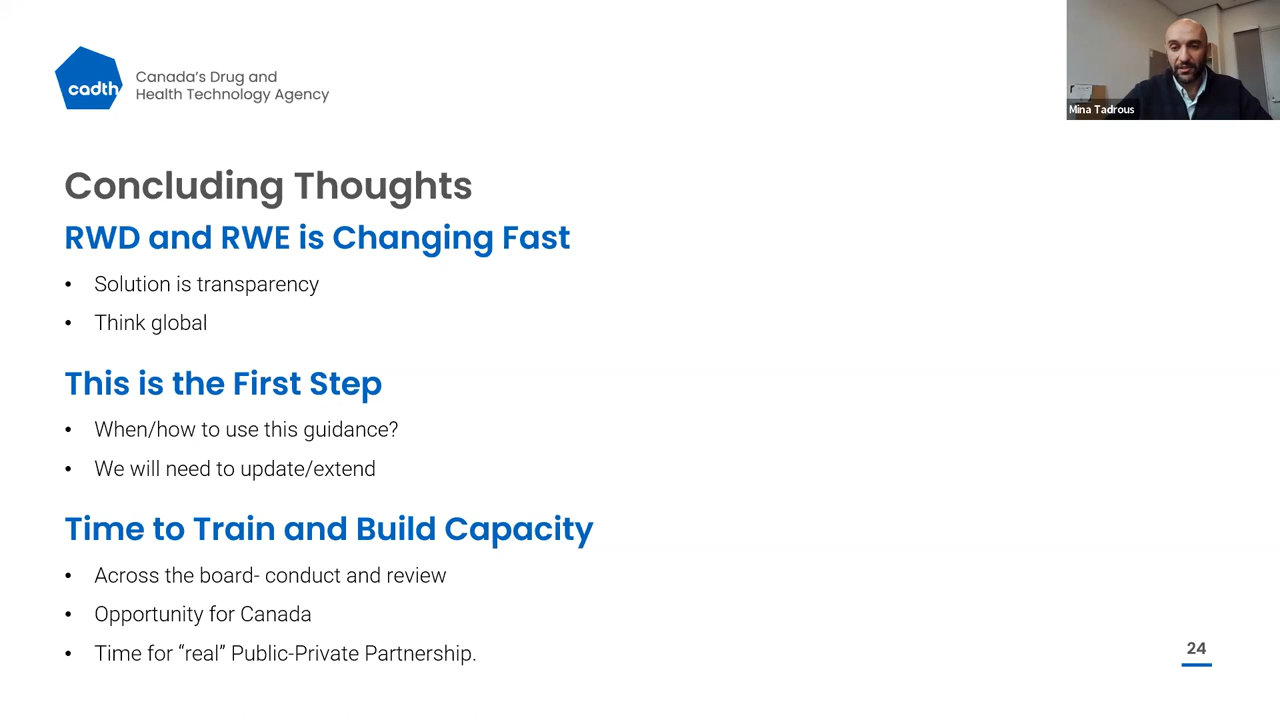 cadth
Canada's Drug and
Health Technology Agency
Mina Tadrous
Concluding Thoughts
RWD and RWE is Changing Fast
• Solution is transparency
• Think global
This is the First Step
• When/how to use this guidance?
• We will need to update/extend
Time to Train and Build Capacity
• Across the board- conduct and review
• Opportunity for Canada
• Time for “real” Public-Private Partnership.
24